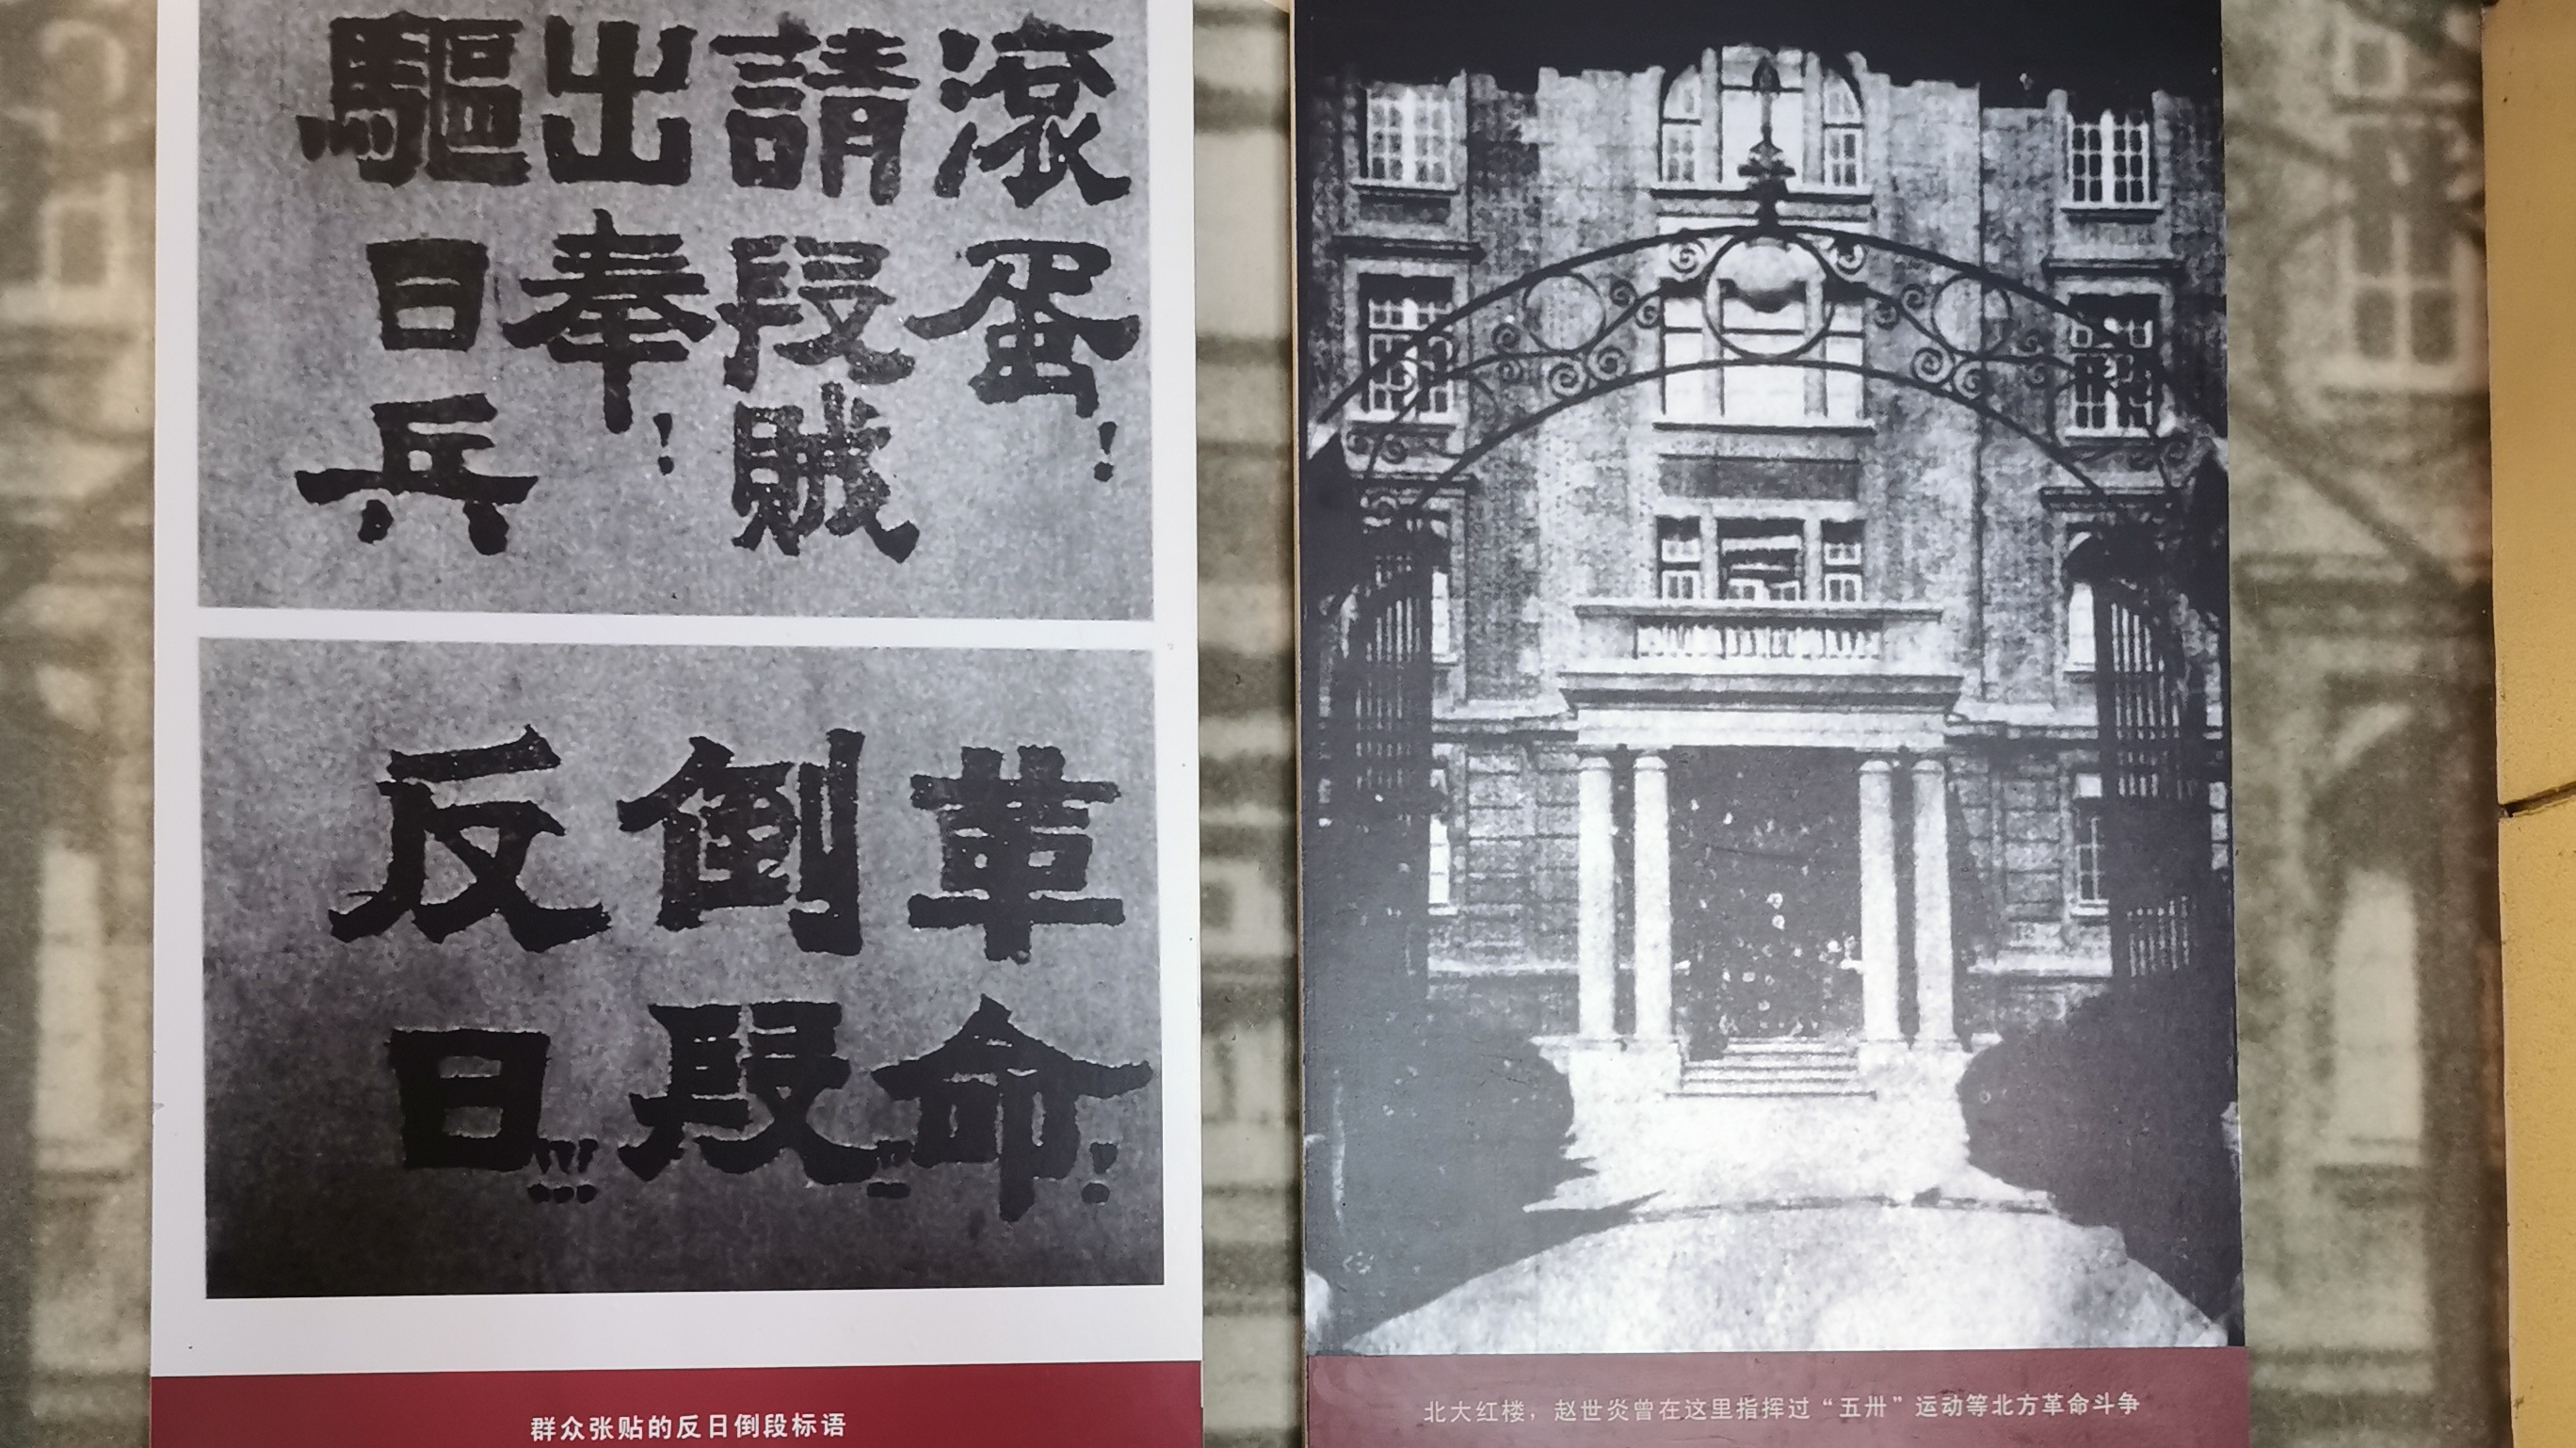 驅日兵
出奉!
請段賊
滾蛋!
反日!!!
倒段!!
革命!
群众张贴的反日倒段标语
北大红楼，赵世炎曾在这里指挥过“五卅”运动等北方革命斗争